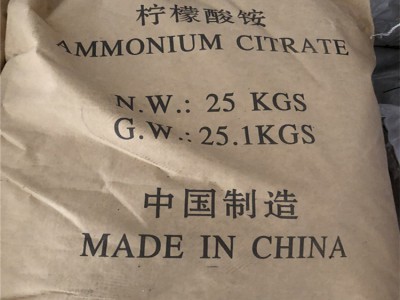 柠檬酸铵
AMMONIUM CITRATE
N.W.: 25 KGS
G.W.:25.1KGS
中国制造
MADE IN CHINA